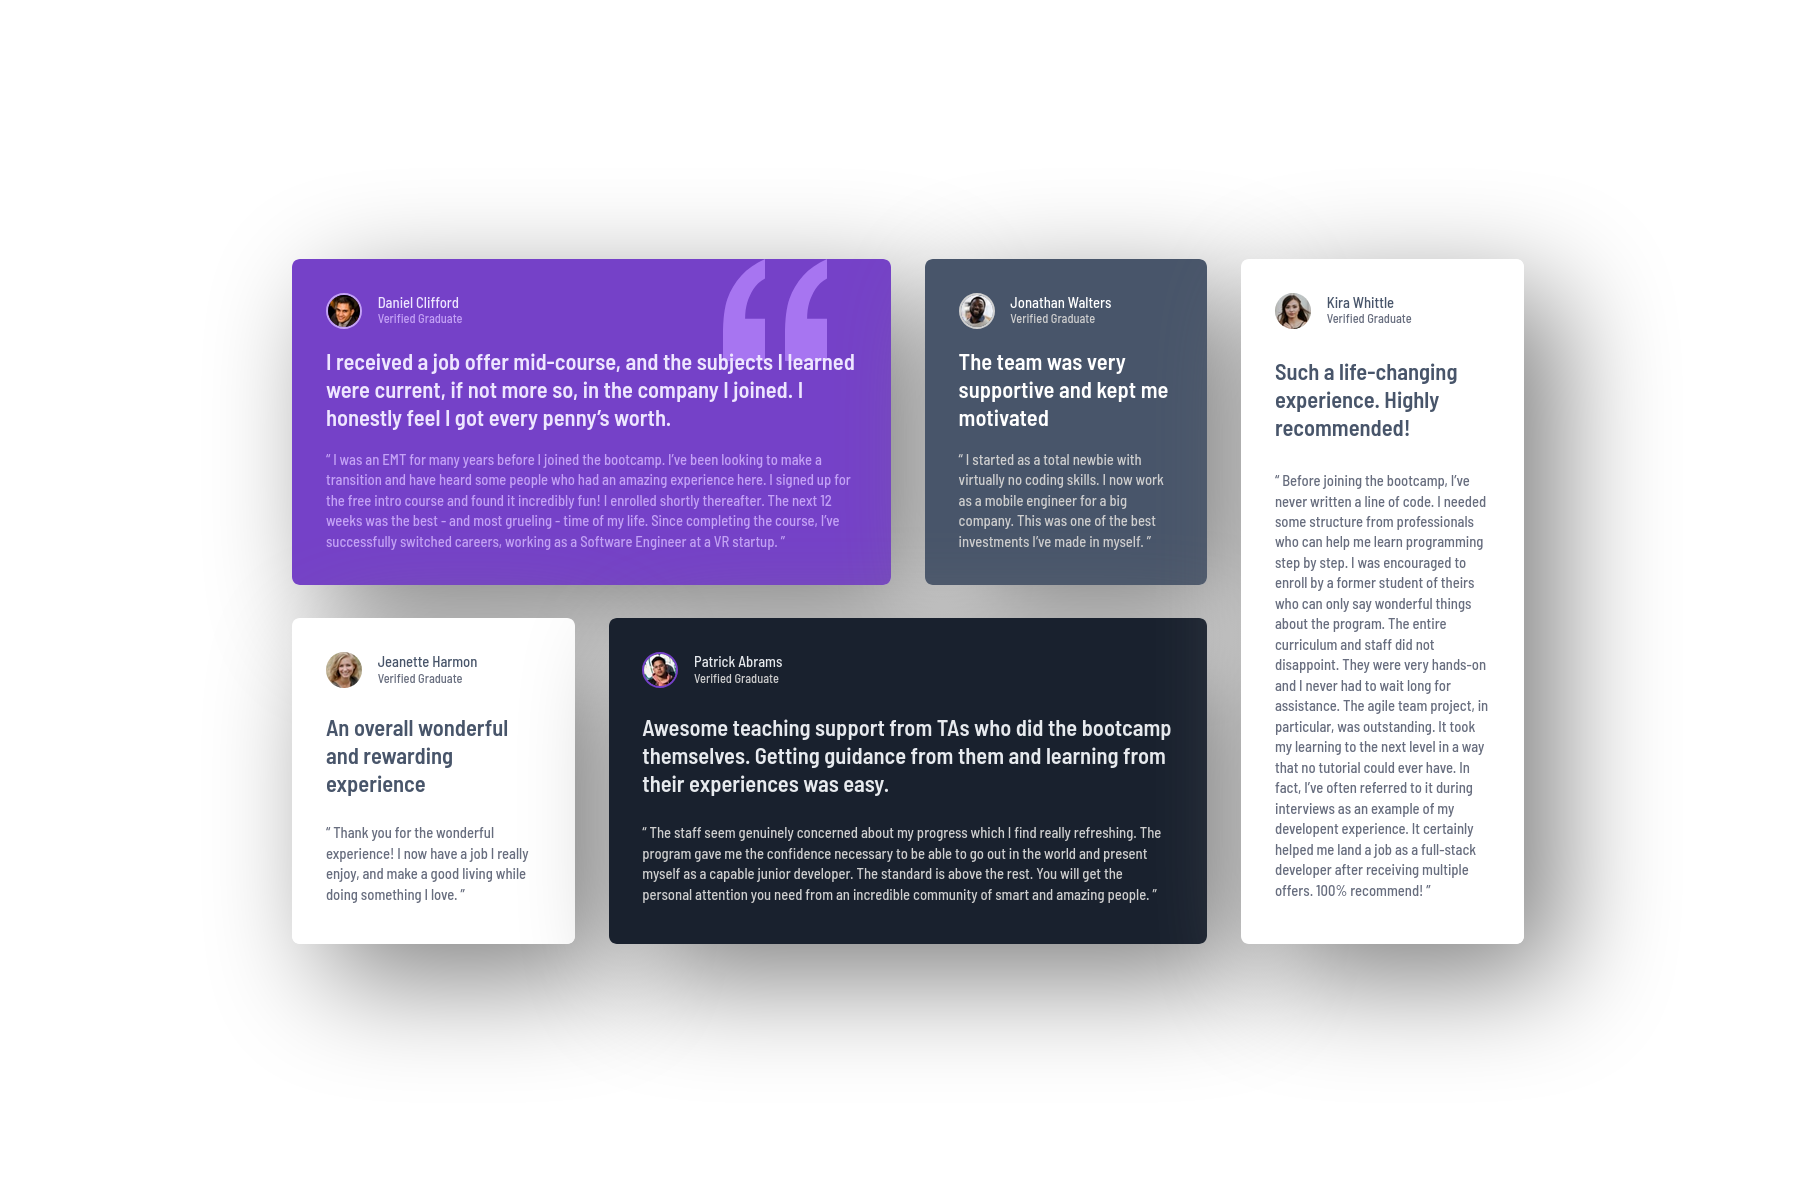 Daniel Clifford
Verified Graduate
I received a job offer mid-course, and the subjects I learned
were current, if not more so, in the company I joined. I
honestly feel I got every penny’s worth.
“ I was an EMT for many years before I joined the bootcamp. I’ve been looking to make a
transition and have heard some people who had an amazing experience here. I signed up for
the free intro course and found it incredibly fun! I enrolled shortly thereafter. The next 12
weeks was the best - and most grueling - time of my life. Since completing the course, I’ve
successfully switched careers, working as a Software Engineer at a VR startup. ”
Jonathan Walters
Verified Graduate
The team was very
supportive and kept me
motivated
“ I started as a total newbie with
virtually no coding skills. I now work
as a mobile engineer for a big
company. This was one of the best
investments I’ve made in myself. ”
Kira Whittle
Verified Graduate
Such a life-changing
experience. Highly
recommended!
“ Before joining the bootcamp, I’ve
never written a line of code. I needed
some structure from professionals
who can help me learn programming
step by step. I was encouraged to
enroll by a former student of theirs
who can only say wonderful things
about the program. The entire
curriculum and staff did not
disappoint. They were very hands-on
and I never had to wait long for
assistance. The agile team project, in
particular, was outstanding. It took
my learning to the next level in a way
that no tutorial could ever have. In
fact, I’ve often referred to it during
interviews as an example of my
developent experience. It certainly
helped me land a job as a full-stack
developer after receiving multiple
offers. 100% recommend! ”
Jeanette Harmon
Verified Graduate
An overall wonderful
and rewarding
experience
“ Thank you for the wonderful
experience! I now have a job I really
enjoy, and make a good living while
doing something I love. ”
Patrick Abrams
Verified Graduate
Awesome teaching support from TAs who did the bootcamp
themselves. Getting guidance from them and learning from
their experiences was easy.
“ The staff seem genuinely concerned about my progress which I find really refreshing. The
program gave me the confidence necessary to be able to go out in the world and present
myself as a capable junior developer. The standard is above the rest. You will get the
personal attention you need from an incredible community of smart and amazing people. ”